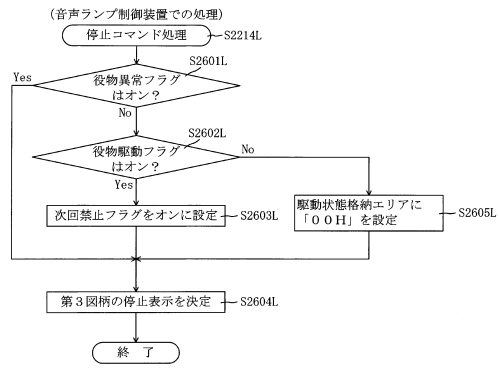 （音声ランプ制御装置での処理）
停止コマンド処理
S2214L
S2601L
役物異常フラグ
はオン？
Yes
No
S2602L
役物駆動フラグ
はオン？
No
Yes
次回禁止フラグをオンに設定
S2603L
駆動状態格納エリアに
「００Ｈ」を設定
S2605L
第３図柄の停止表示を決定
S2604L
終　了